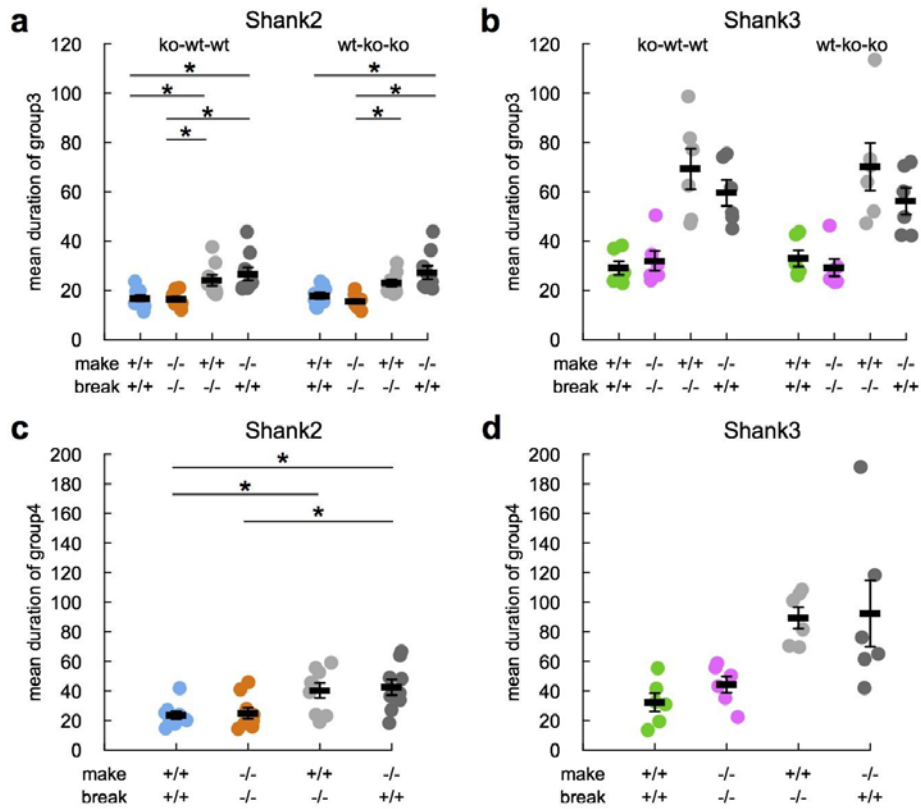 a Shank2
ko-wt-wt wt-ko-ko
mean duration of group3
120
100
80
60
40
20
0
* *
* *
* *
*
make +/+ -/- +/+ -/- +/+ -/- +/+ -/-
break +/+ -/- -/- +/+ +/+ -/- -/- +/+
b Shank3
ko-wt-wt wt-ko-ko
mean duration of group3
120
100
80
60
40
20
0
+/+ -/- +/+ -/- +/+ -/- +/+ -/-
+/+ -/- -/- +/+ +/+ -/- -/- +/+
c Shank2
mean duration of group4
200
180
160
140
120
100
80
60
40
20
0
*
*
*
make +/+ -/- +/+ -/-
break +/+ -/- -/- +/+
d Shank3
mean duration of group4
200
180
160
140
120
100
80
60
40
20
0
make +/+ -/- +/+ -/-
break +/+ -/- -/- +/+